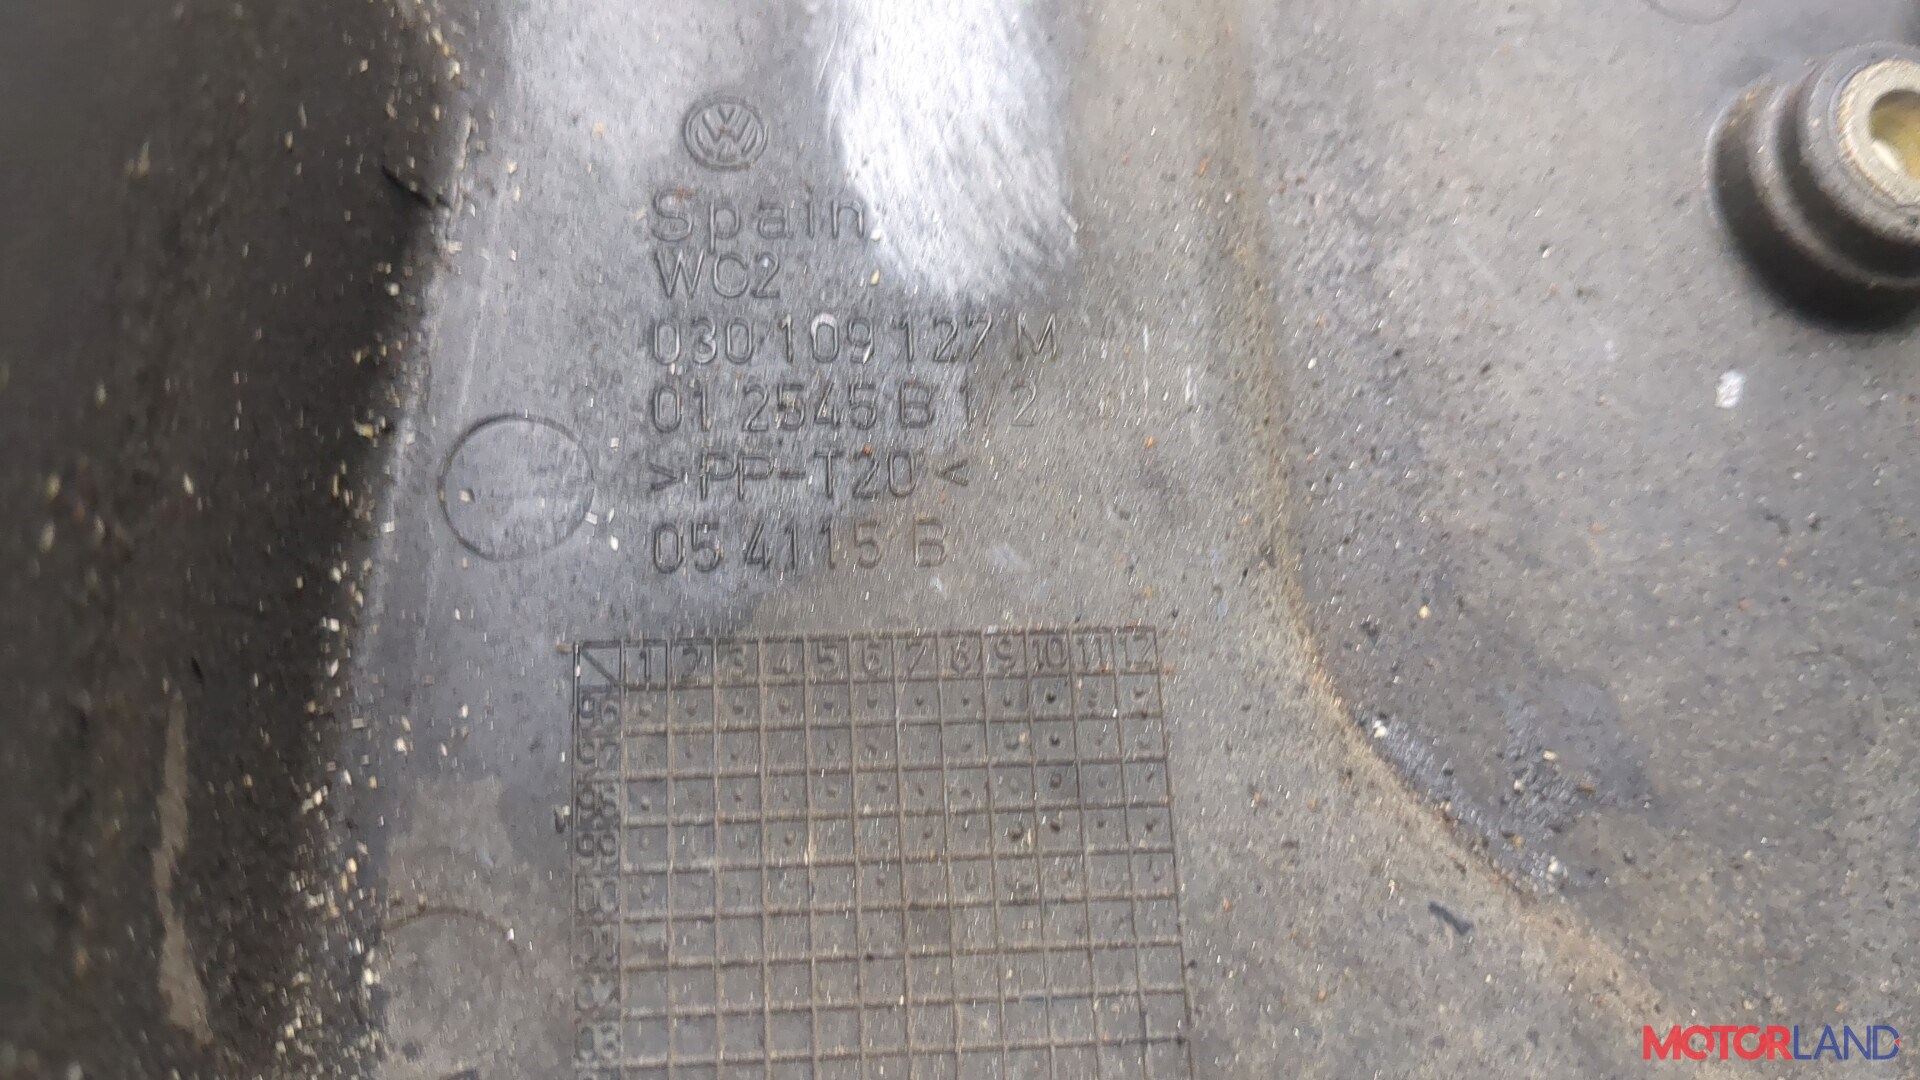 Spain
WC2
030 109 127 M
01 2545 B 1/2
>PP-T20<
05 4115 B
1 2 3 4 5 6 7 8 9 10 11 12
MOTORLAND